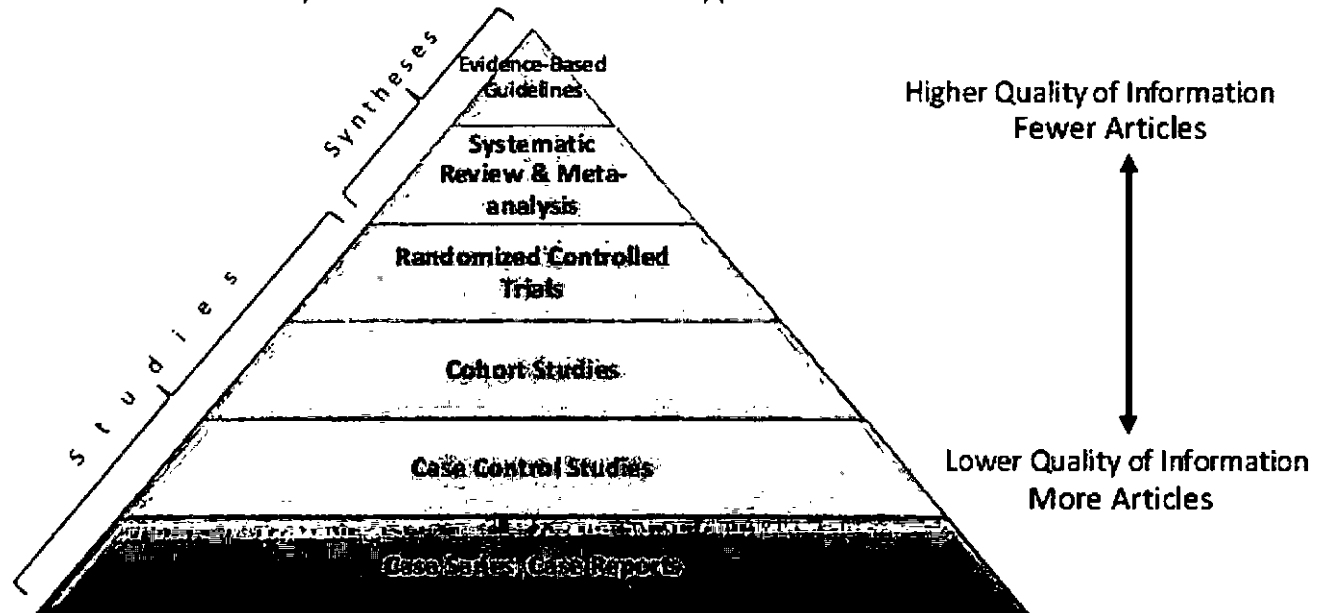 Syntheses
Studies
Evidence-Based
Guidelines
Systematic
Review & Meta-
analysis
Randomized Controlled
Trials
Cohort Studies
Case Control Studies
Case Series, Case Reports
Higher Quality of Information
Fewer Articles
Lower Quality of Information
More Articles